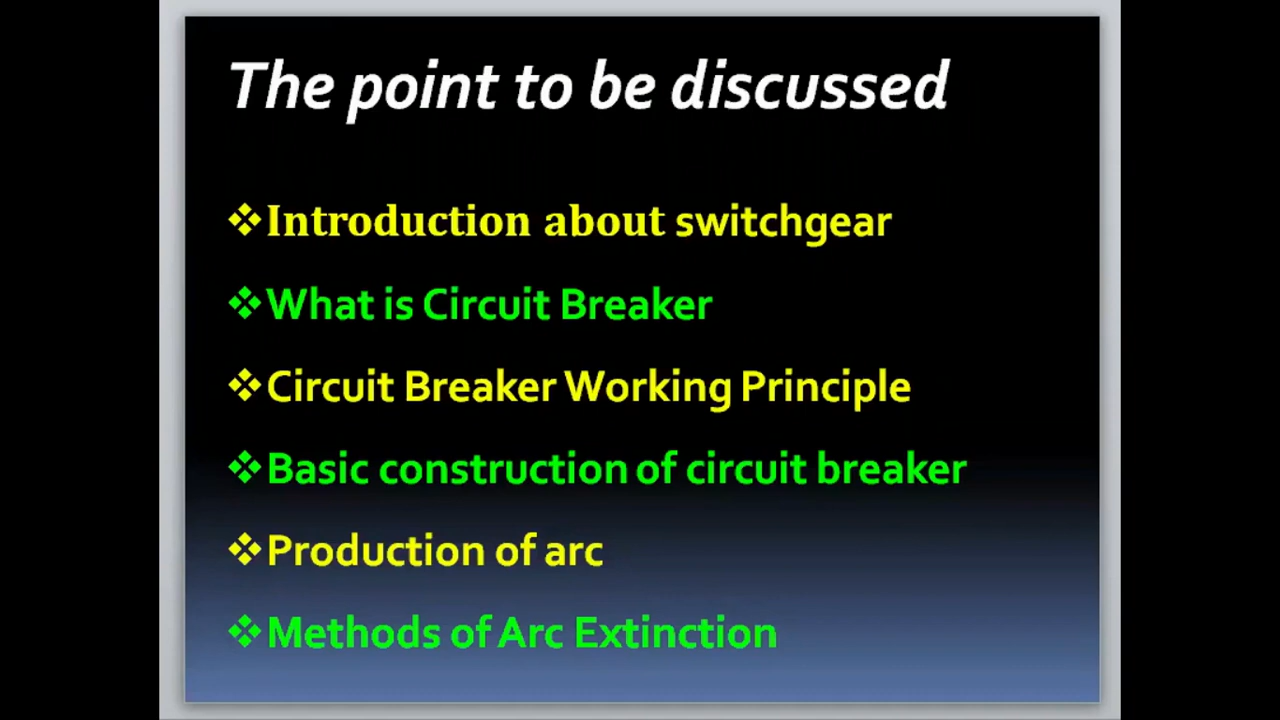 The point to be discussed
❖Introduction about switchgear
❖What is Circuit Breaker
❖Circuit Breaker Working Principle
❖Basic construction of circuit breaker
❖Production of arc
❖Methods of Arc Extinction